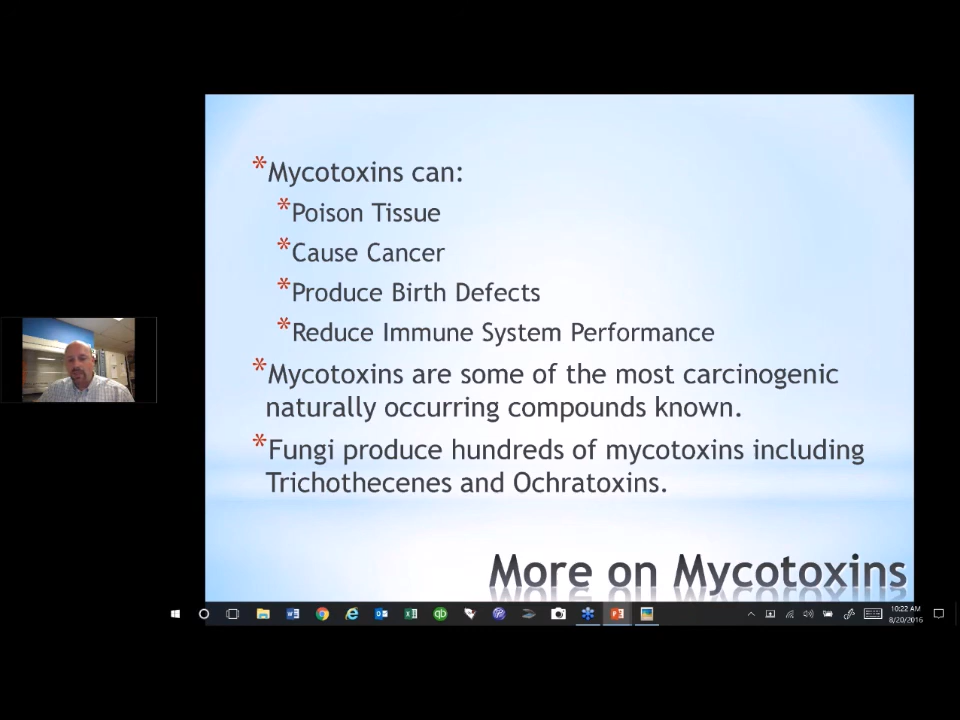 *Mycotoxins can:
*Poison Tissue
*Cause Cancer
*Produce Birth Defects
*Reduce Immune System Performance
*Mycotoxins are some of the most carcinogenic
naturally occurring compounds known.
*Fungi produce hundreds of mycotoxins including
Trichothecenes and Ochratoxins.
More on Mycotoxins
10:22 AM
8/20/2016